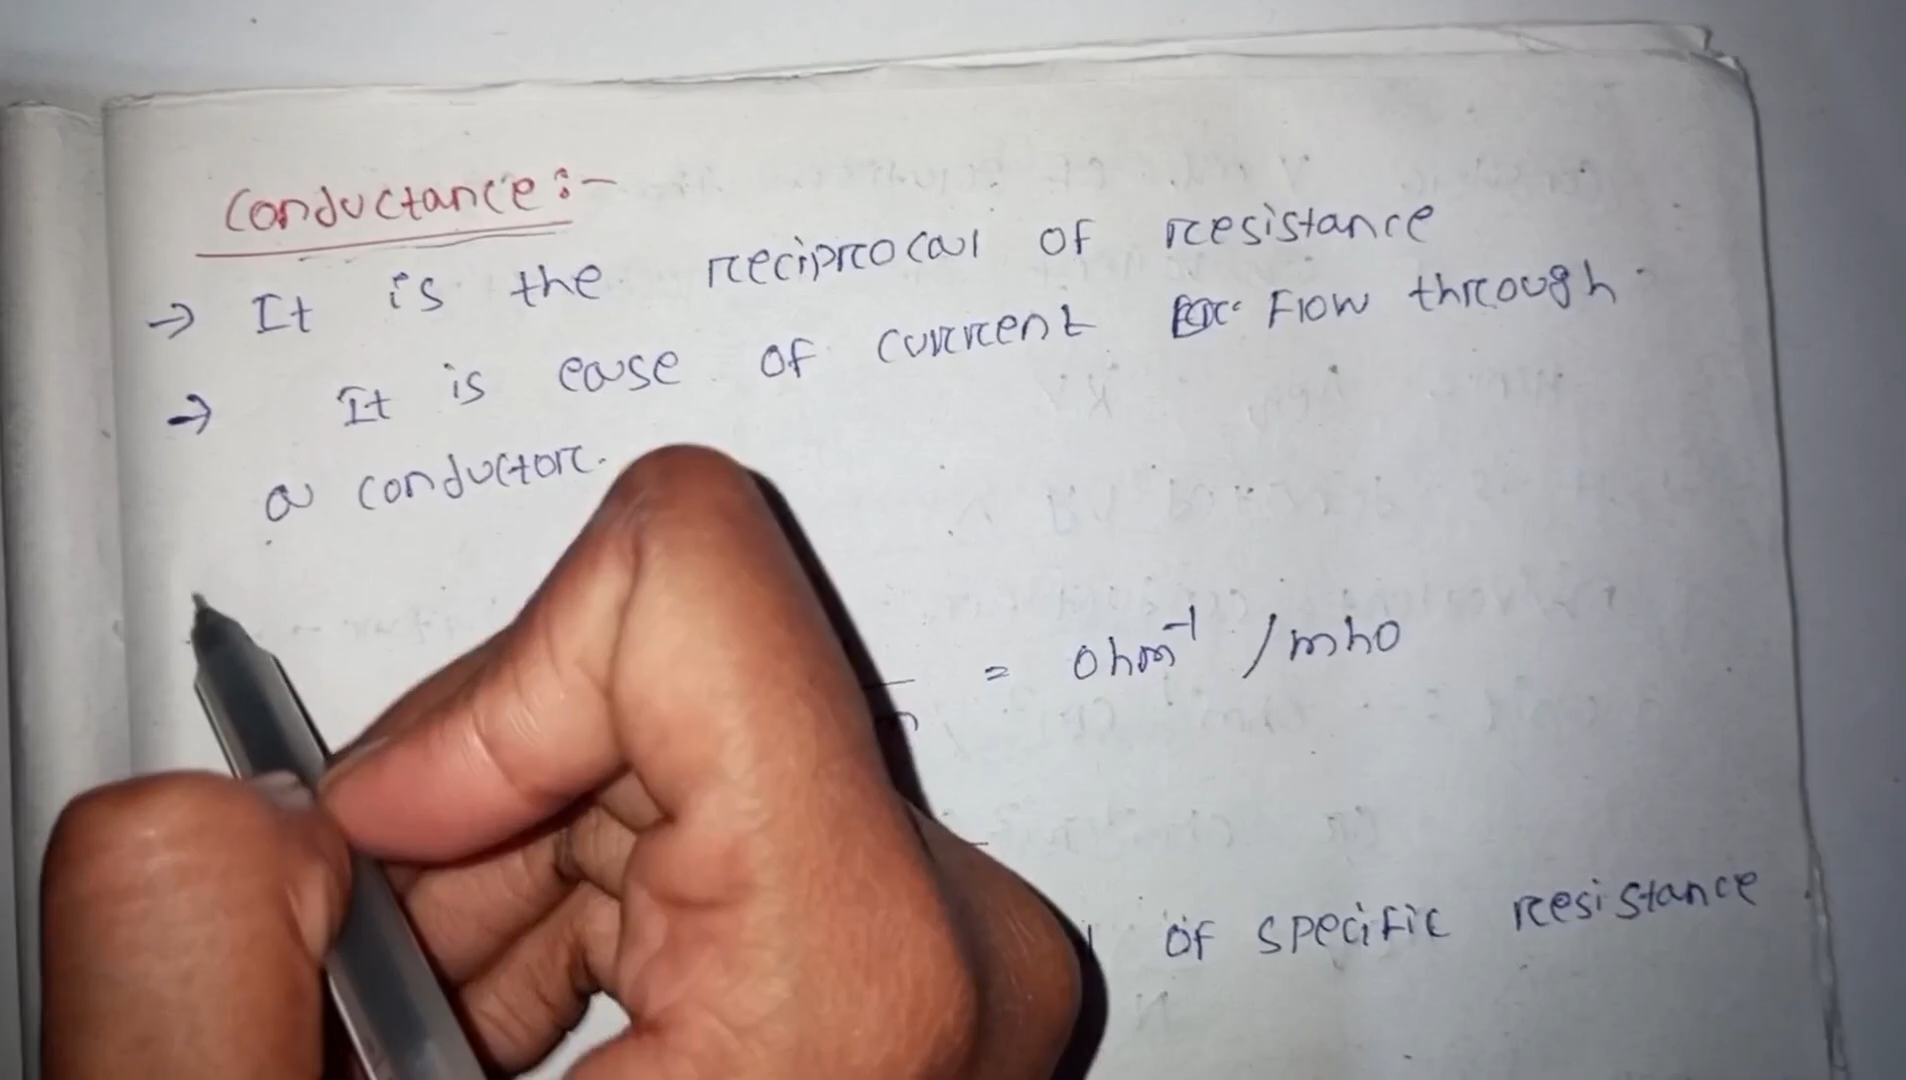 Conductance:-
→ It is the reciprocal of resistance
→ It is ease of current Flow through
a conductor.
= ohm⁻¹ /mho
of specific resistance